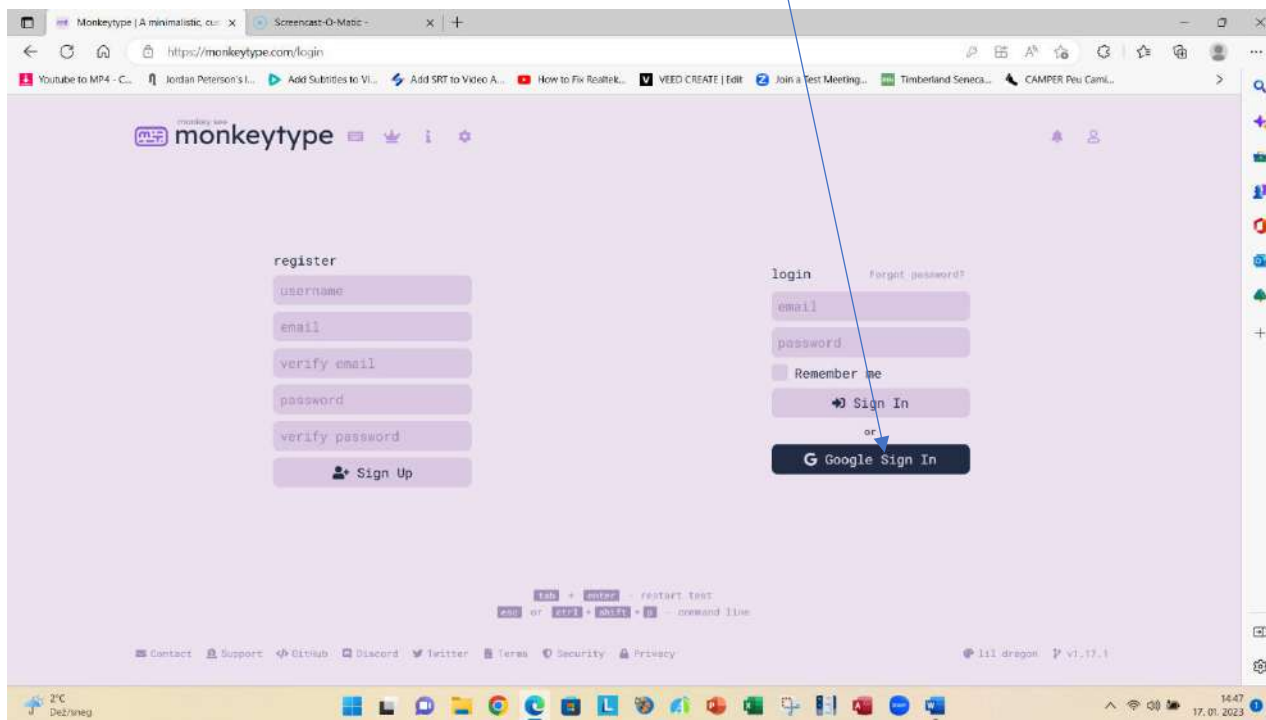 Monkeytype | A minimalistic, cus
Screencast-O-Matic -
https://monkeytype.com/login
Youtube to MP4 - C...
Jordan Peterson's I...
Add Subtitles to Vi...
Add SRT to Video A...
How to Fix Realtek...
VEED CREATE | Edit
Join a Test Meeting...
Timberland Seneca...
CAMPER Peu Cami...
monkey see
monkeytype
register
username
email
verify email
password
verify password
Sign Up
login
Forgot password?
email
password
Remember me
Sign In
or
Google Sign In
tab + enter - restart test
esc or ctrl + shift + p - command line
Contact Support GitHub Discord Twitter Terms Security Privacy
lil dragon v1.17.1
2°C
Dež/sneg
14:47
17. 01. 2023